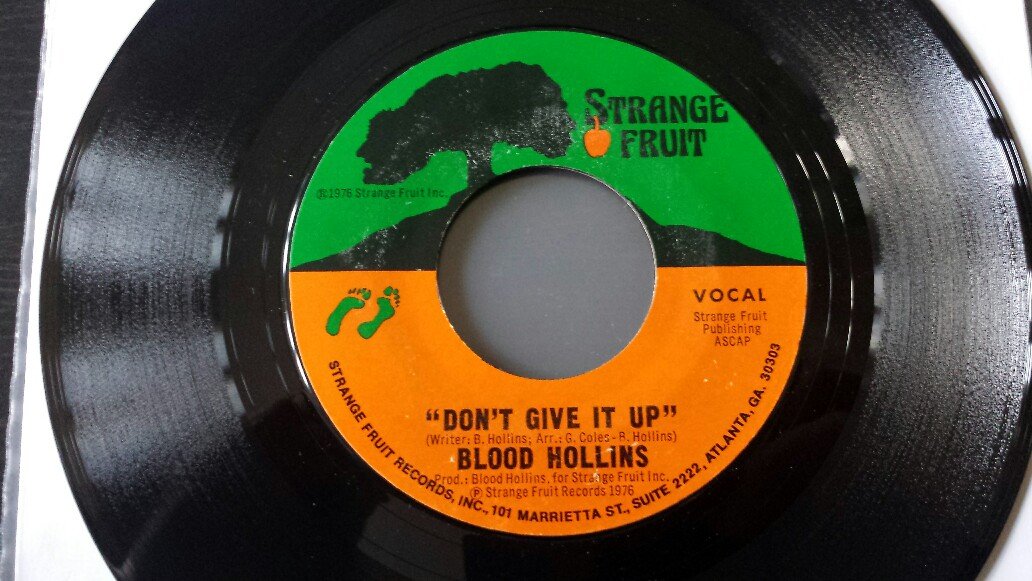 STRANGE
FRUIT
Ⓡ1976 Strange Fruit Inc.
VOCAL
Strange Fruit
Publishing
ASCAP
"DON'T GIVE IT UP"
(Writer: B. Hollins; Arr.: G. Coles - B. Hollins)
BLOOD HOLLINS
Prod.: Blood Hollins, for Strange Fruit Inc.
Ⓟ Strange Fruit Records 1976
STRANGE FRUIT RECORDS, INC., 101 MARRIETTA ST., SUITE 2222, ATLANTA, GA. 30303